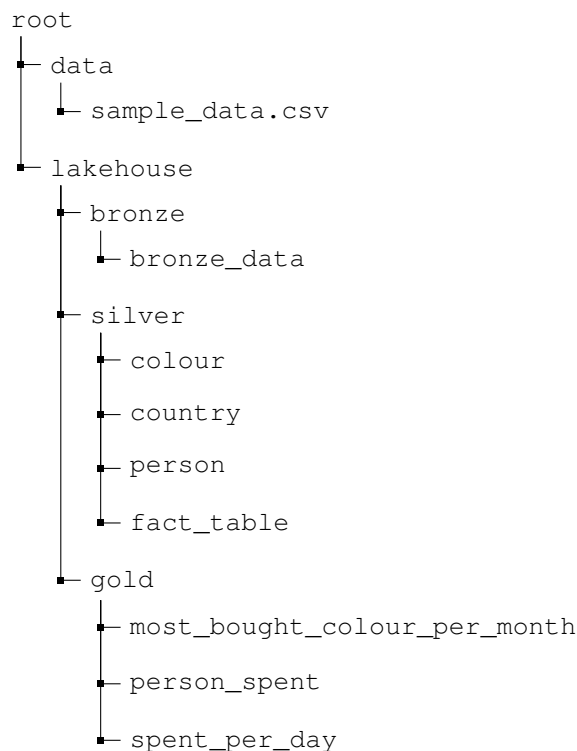 root
data
sample_data.csv
lakehouse
bronze
bronze_data
silver
colour
country
person
fact_table
gold
most_bought_colour_per_month
person_spent
spent_per_day